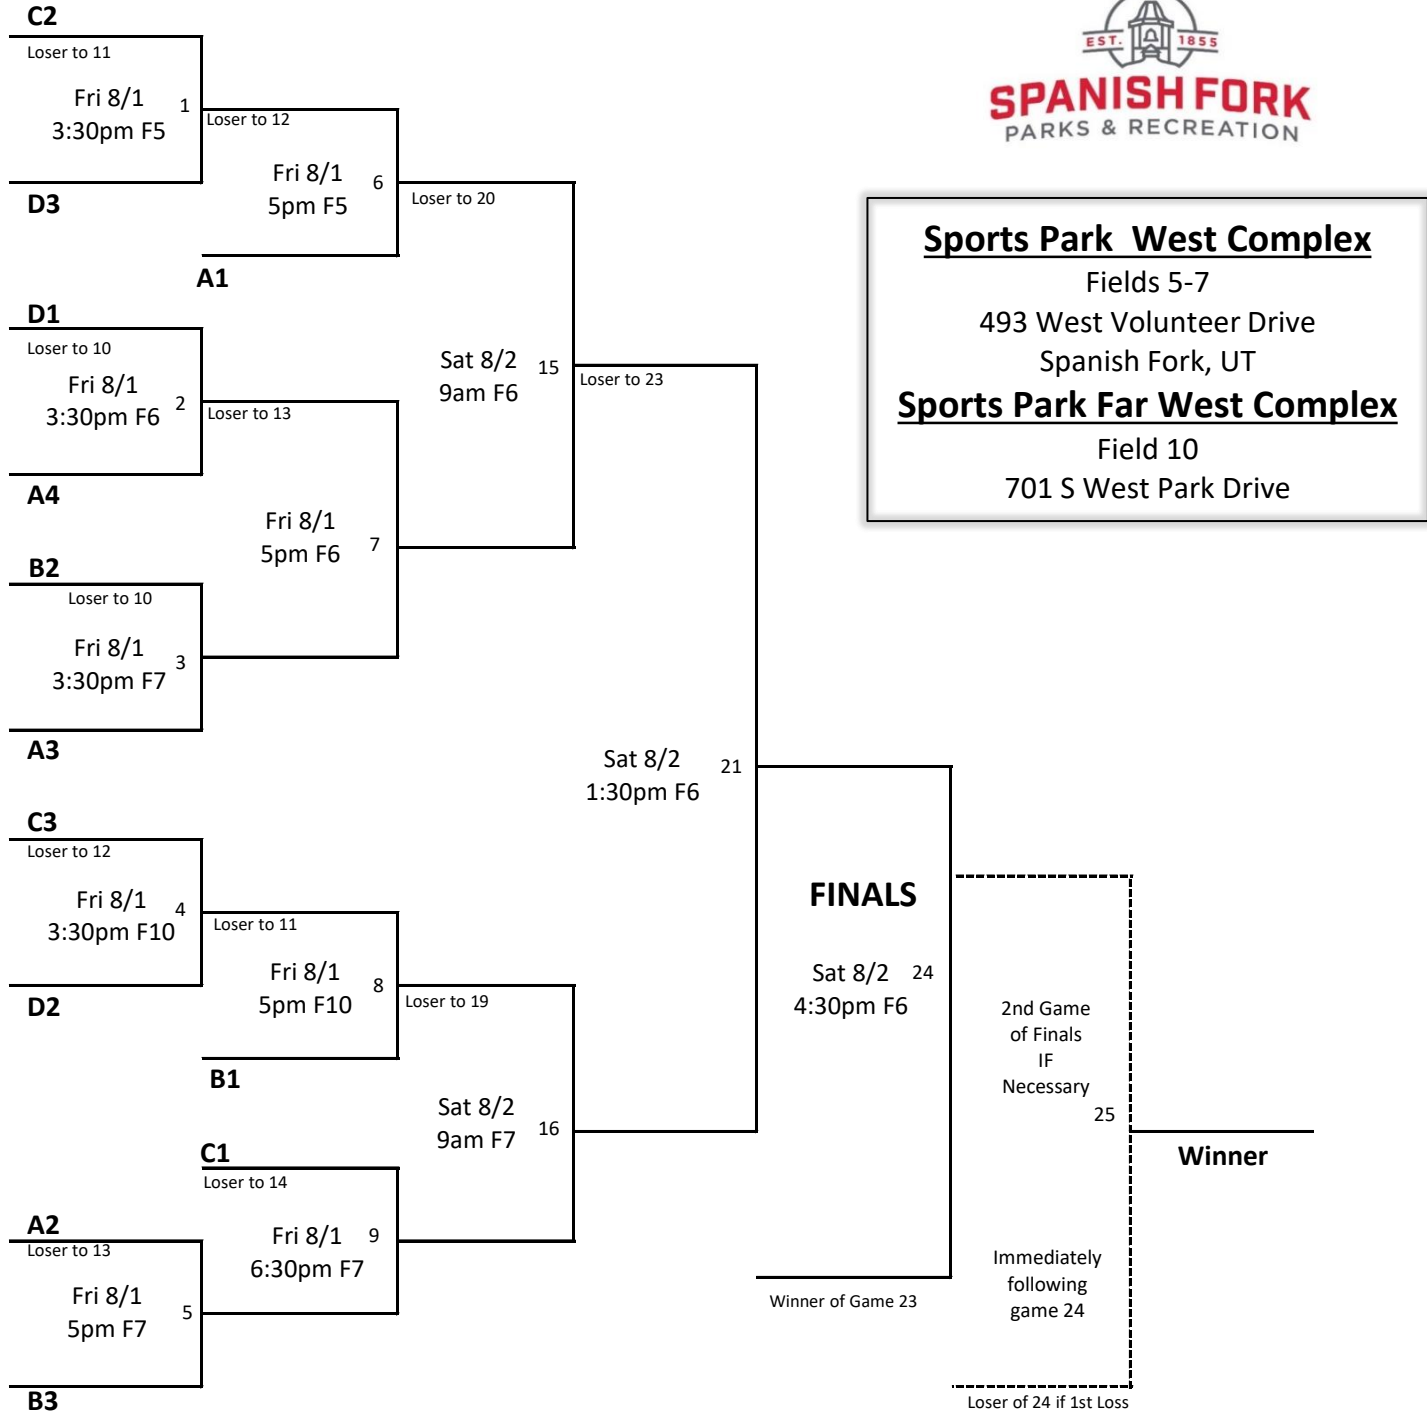 C2
Loser to 11
Fri 8/1
3:30pm F5
1
D3
Loser to 12
Fri 8/1
5pm F5
6
A1
Loser to 20
D1
Loser to 10
Fri 8/1
3:30pm F6
2
A4
Loser to 13
Fri 8/1
5pm F6
7
B2
Loser to 10
Fri 8/1
3:30pm F7
3
A3
Sat 8/2
9am F6
15
Loser to 23
C3
Loser to 12
Fri 8/1
3:30pm F10
4
D2
Loser to 11
Fri 8/1
5pm F10
8
B1
Loser to 19
C1
Loser to 14
Fri 8/1
6:30pm F7
9
A2
Loser to 13
Fri 8/1
5pm F7
5
B3
Sat 8/2
9am F7
16
Sat 8/2
1:30pm F6
21
FINALS
Sat 8/2
4:30pm F6
24
Winner of Game 23
2nd Game
of Finals
IF
Necessary
25
Immediately
following
game 24
Loser of 24 if 1st Loss
Winner
EST. 1855
SPANISH FORK
PARKS & RECREATION
Sports Park West Complex
Fields 5-7
493 West Volunteer Drive
Spanish Fork, UT
Sports Park Far West Complex
Field 10
701 S West Park Drive